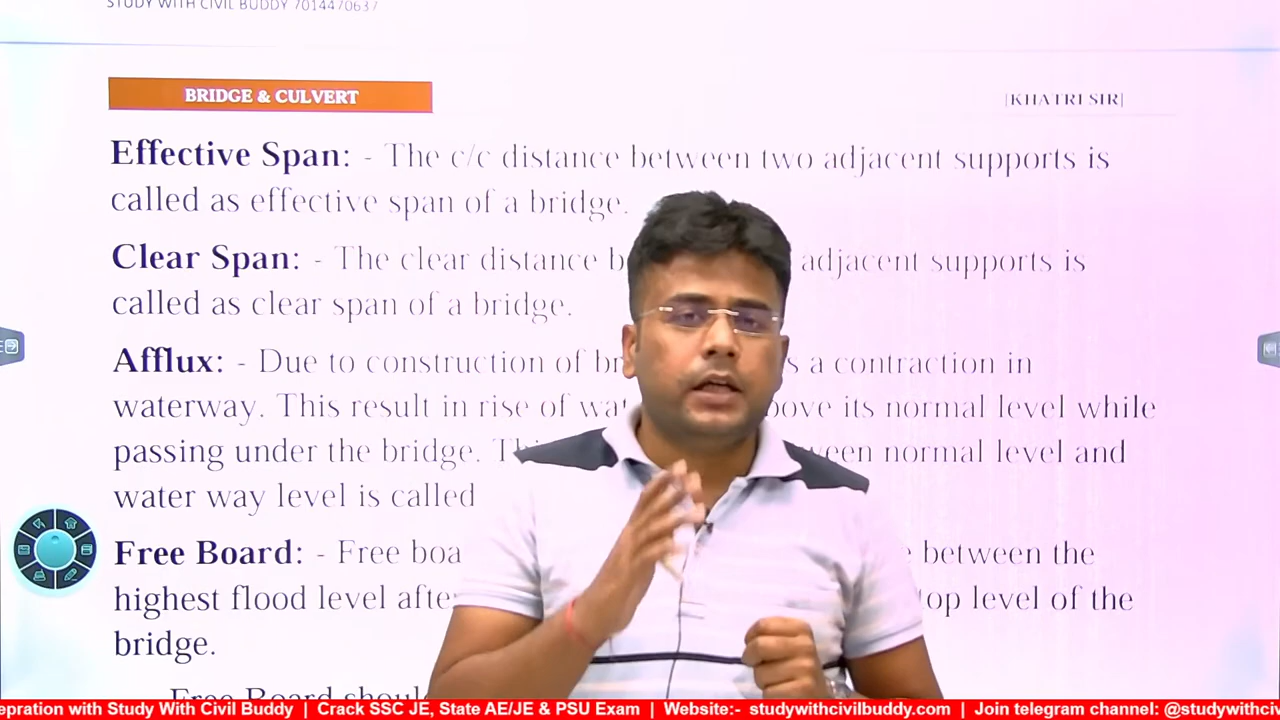 STUDY WITH CIVIL BUDDY 7014470637
BRIDGE & CULVERT
[KHATRI SIR]
Effective Span: - The c/c distance between two adjacent supports is
called as effective span of a bridge.
Clear Span: - The clear distance b adjacent supports is
called as clear span of a bridge.
Afflux: - Due to construction of br s a contraction in
waterway. This result in rise of wat bove its normal level while
passing under the bridge. Thi ween normal level and
water way level is called
Free Board: - Free boa e between the
highest flood level afte top level of the
bridge.
Free Board shoul
epration with Study With Civil Buddy | Crack SSC JE, State AE/JE & PSU Exam | Website:- studywithcivilbuddy.com | Join telegram channel: @studywithciv